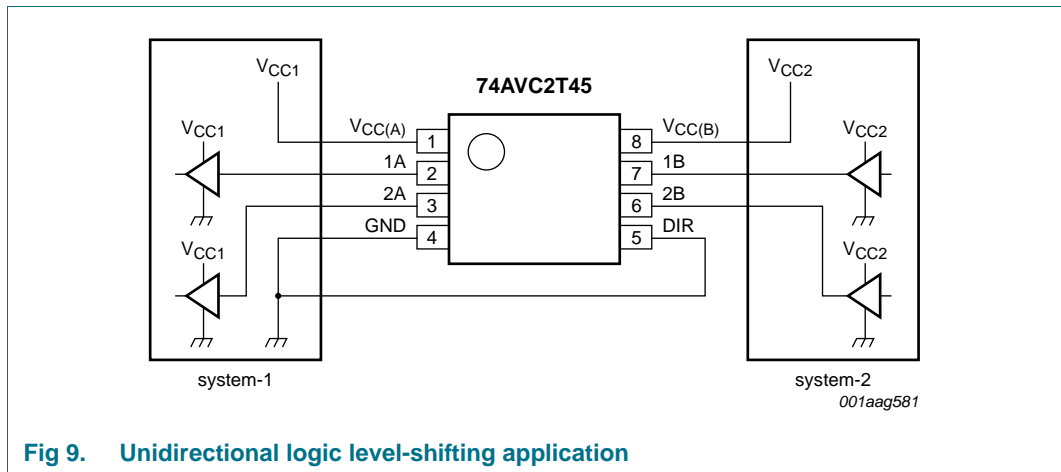 VCC1
VCC2
74AVC2T45
VCC1
VCC(A)
1
8
VCC(B)
VCC2
1A
2
7
1B
2A
3
6
2B
GND
4
5
DIR
VCC1
VCC2
system-1
system-2
001aag581
Fig 9. Unidirectional logic level-shifting application